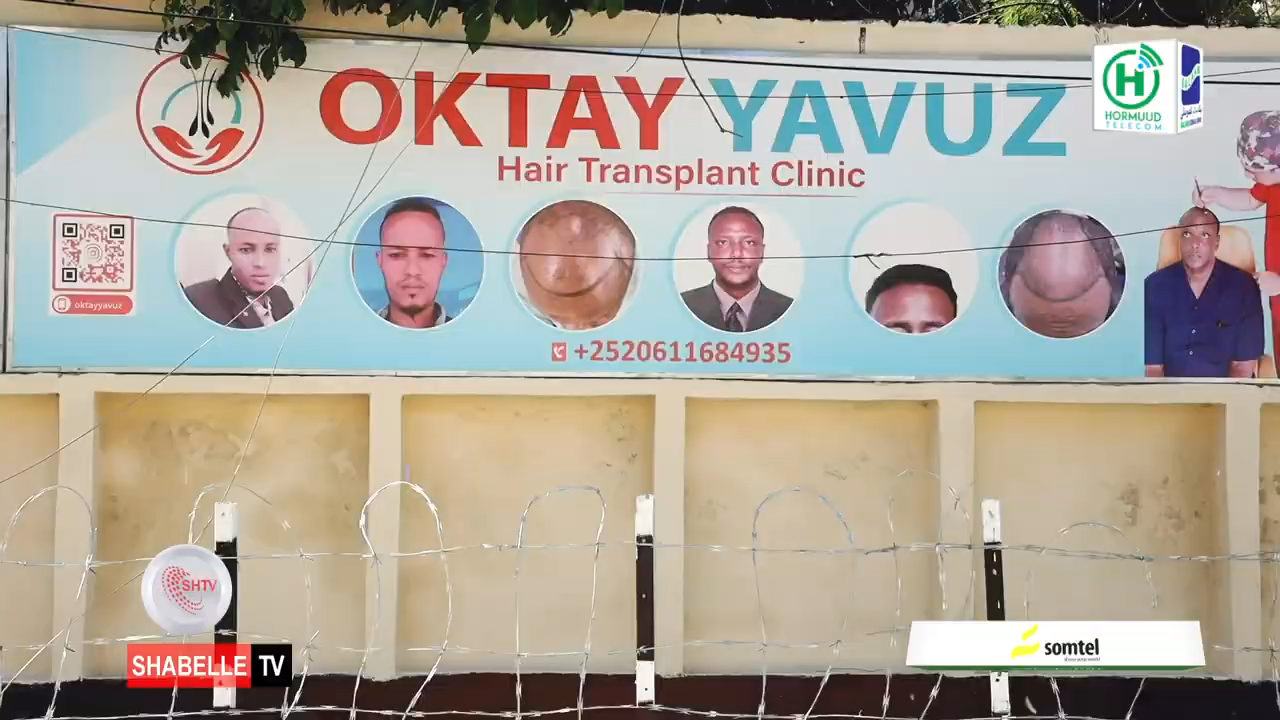 OKTAY YAVUZ
Hair Transplant Clinic
oktayyavuz
+2520611684935
HORMUUD
TELECOM
SHTV
SHABELLE TV
somtel